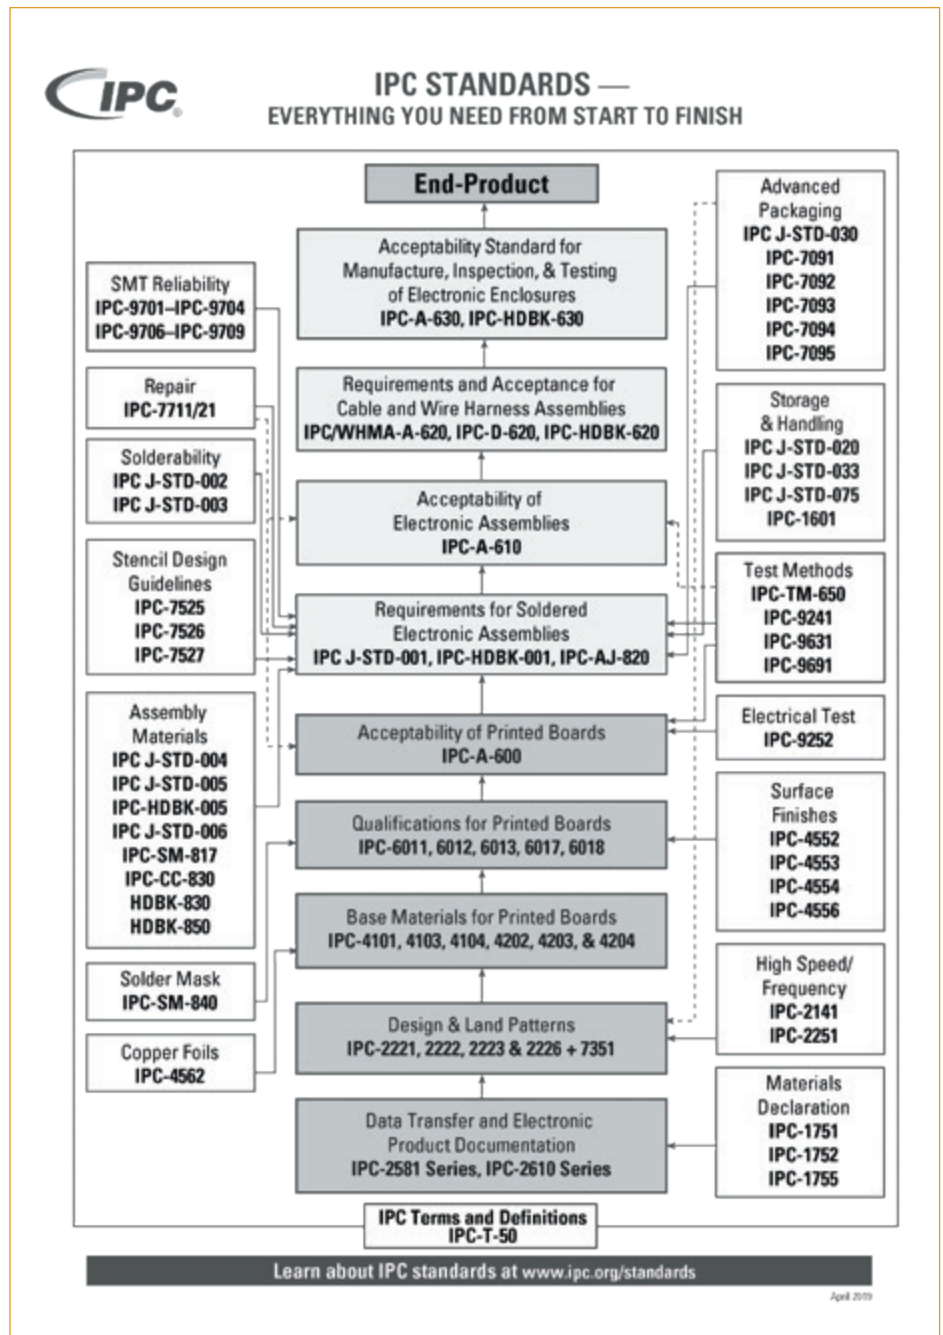 IPC®
IPC STANDARDS —
EVERYTHING YOU NEED FROM START TO FINISH
End-Product
Acceptability Standard for
Manufacture, Inspection, & Testing
of Electronic Enclosures
IPC-A-630, IPC-HDBK-630
Requirements and Acceptance for
Cable and Wire Harness Assemblies
IPC/WHMA-A-620, IPC-D-620, IPC-HDBK-620
Acceptability of
Electronic Assemblies
IPC-A-610
Requirements for Soldered
Electronic Assemblies
IPC J-STD-001, IPC-HDBK-001, IPC-AJ-820
Acceptability of Printed Boards
IPC-A-600
Qualifications for Printed Boards
IPC-6011, 6012, 6013, 6017, 6018
Base Materials for Printed Boards
IPC-4101, 4103, 4104, 4202, 4203, & 4204
Design & Land Patterns
IPC-2221, 2222, 2223 & 2226 + 7351
Data Transfer and Electronic
Product Documentation
IPC-2581 Series, IPC-2610 Series
SMT Reliability
IPC-9701–IPC-9704
IPC-9706–IPC-9709
Repair
IPC-7711/21
Solderability
IPC J-STD-002
IPC J-STD-003
Stencil Design
Guidelines
IPC-7525
IPC-7526
IPC-7527
Assembly
Materials
IPC J-STD-004
IPC J-STD-005
IPC-HDBK-005
IPC J-STD-006
IPC-SM-817
IPC-CC-830
HDBK-830
HDBK-850
Solder Mask
IPC-SM-840
Copper Foils
IPC-4562
Advanced
Packaging
IPC J-STD-030
IPC-7091
IPC-7092
IPC-7093
IPC-7094
IPC-7095
Storage
& Handling
IPC J-STD-020
IPC J-STD-033
IPC J-STD-075
IPC-1601
Test Methods
IPC-TM-650
IPC-9241
IPC-9631
IPC-9691
Electrical Test
IPC-9252
Surface
Finishes
IPC-4552
IPC-4553
IPC-4554
IPC-4556
High Speed/
Frequency
IPC-2141
IPC-2251
Materials
Declaration
IPC-1751
IPC-1752
IPC-1755
IPC Terms and Definitions
IPC-T-50
Learn about IPC standards at www.ipc.org/standards
April 2019